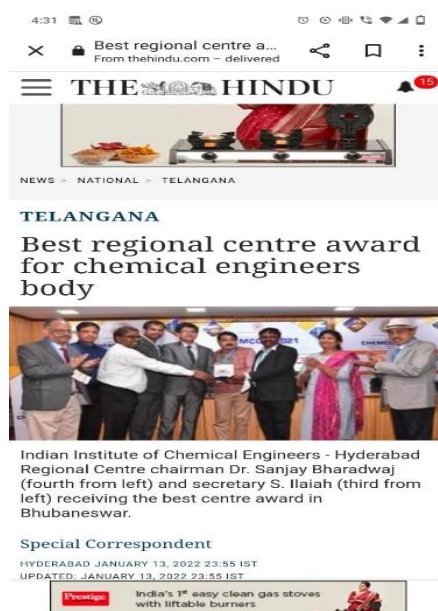 4:31
Best regional centre a...
From thehindu.com – delivered
THE HINDU
15
NEWS > NATIONAL > TELANGANA
TELANGANA
Best regional centre award
for chemical engineers
body
2021
CHEMC
Indian Institute of Chemical Engineers - Hyderabad
Regional Centre chairman Dr. Sanjay Bharadwaj
(fourth from left) and secretary S. Ilaiah (third from
left) receiving the best centre award in
Bhubaneswar.
Special Correspondent
HYDERABAD JANUARY 13, 2022 23:55 IST
UPDATED: JANUARY 13, 2022 23:55 IST
Prestige
India's 1st easy clean gas stoves
with liftable burners